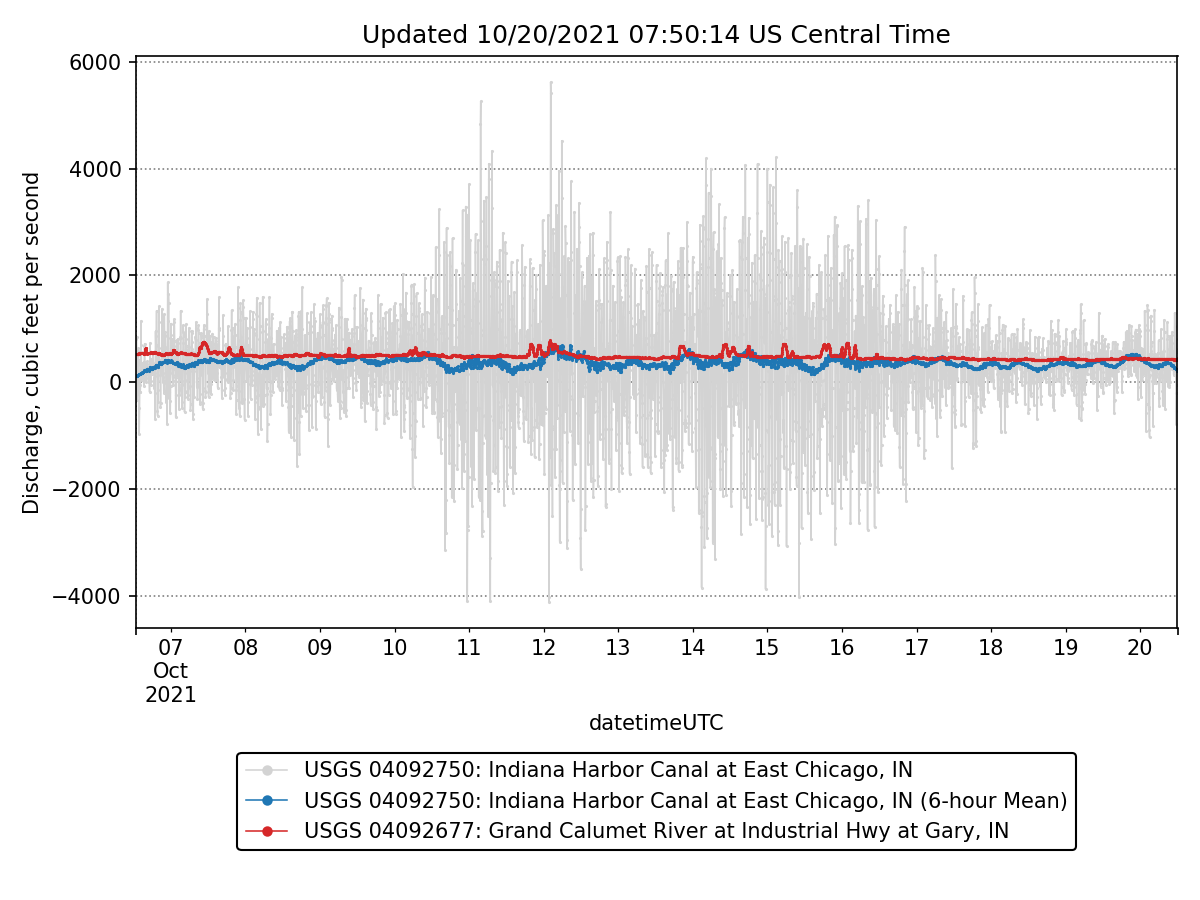 Updated 10/20/2021 07:50:14 US Central Time
6000
4000
2000
0
−2000
−4000
Discharge, cubic feet per second
07 08 09 10 11 12 13 14 15 16 17 18 19 20
Oct
2021
datetimeUTC
USGS 04092750: Indiana Harbor Canal at East Chicago, IN
USGS 04092750: Indiana Harbor Canal at East Chicago, IN (6-hour Mean)
USGS 04092677: Grand Calumet River at Industrial Hwy at Gary, IN